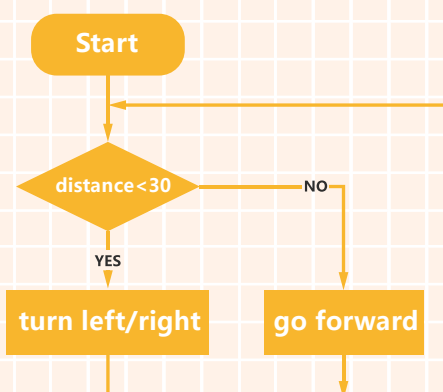 Start
distance<30
NO
YES
turn left/right
go forward